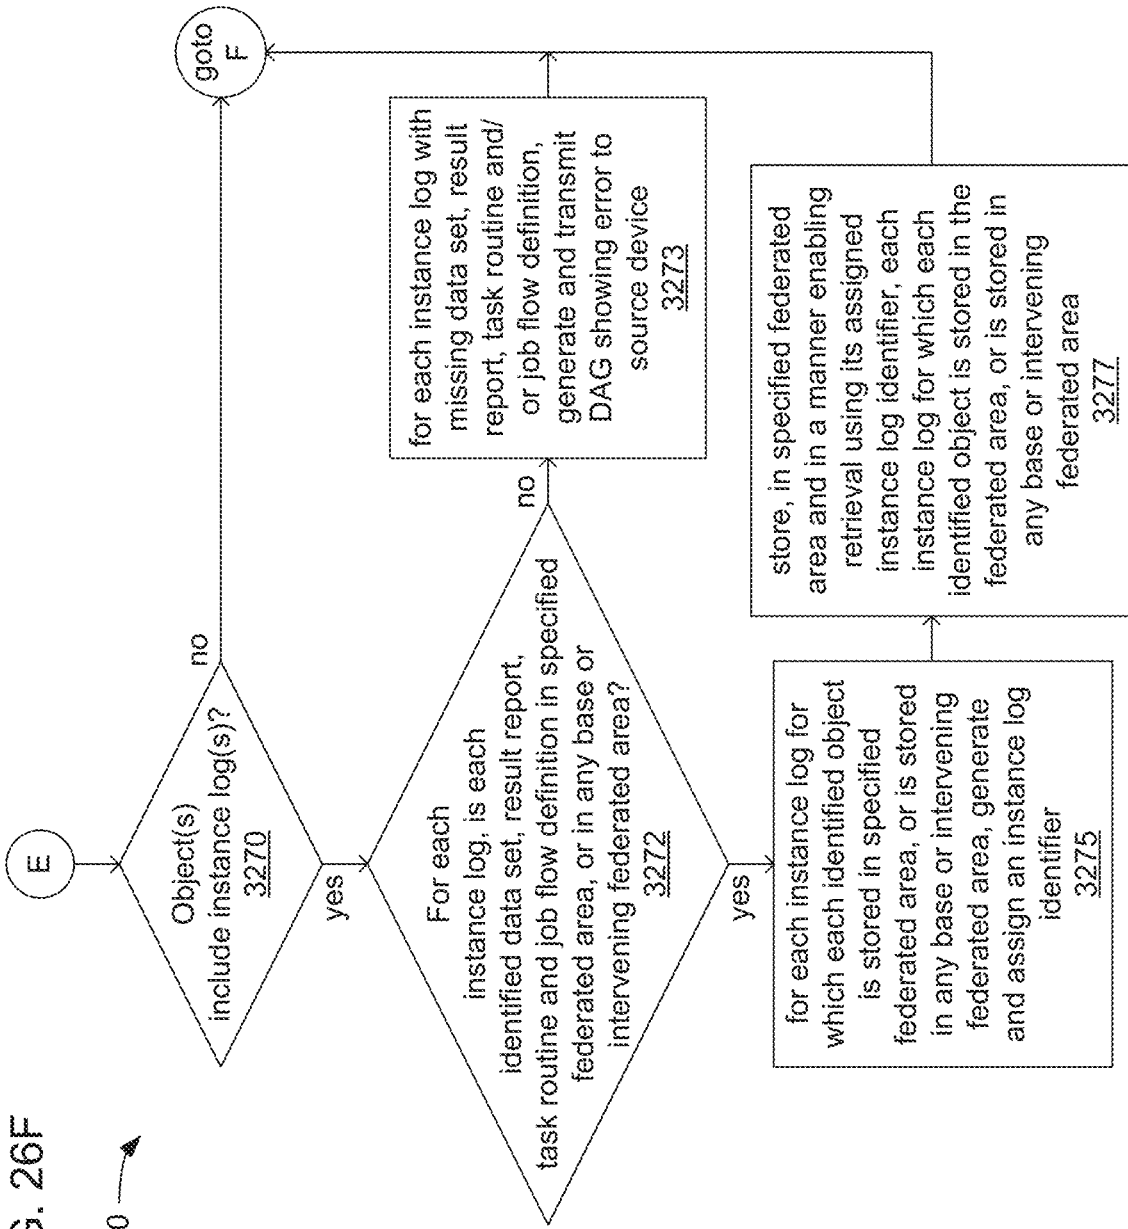 G. 26F
0
E
Object(s)
include instance log(s)?
3270
no
yes
goto
F
For each
instance log, is each
identified data set, result report,
task routine and job flow definition in specified
federated area, or in any base or
intervening federated area?
3272
no
yes
for each instance log with
missing data set, result
report, task routine and/
or job flow definition,
generate and transmit
DAG showing error to
source device
3273
for each instance log for
which each identified object
is stored in specified
federated area, or is stored
in any base or intervening
federated area, generate
and assign an instance log
identifier
3275
store, in specified federated
area and in a manner enabling
retrieval using its assigned
instance log identifier, each
instance log for which each
identified object is stored in the
federated area, or is stored in
any base or intervening
federated area
3277